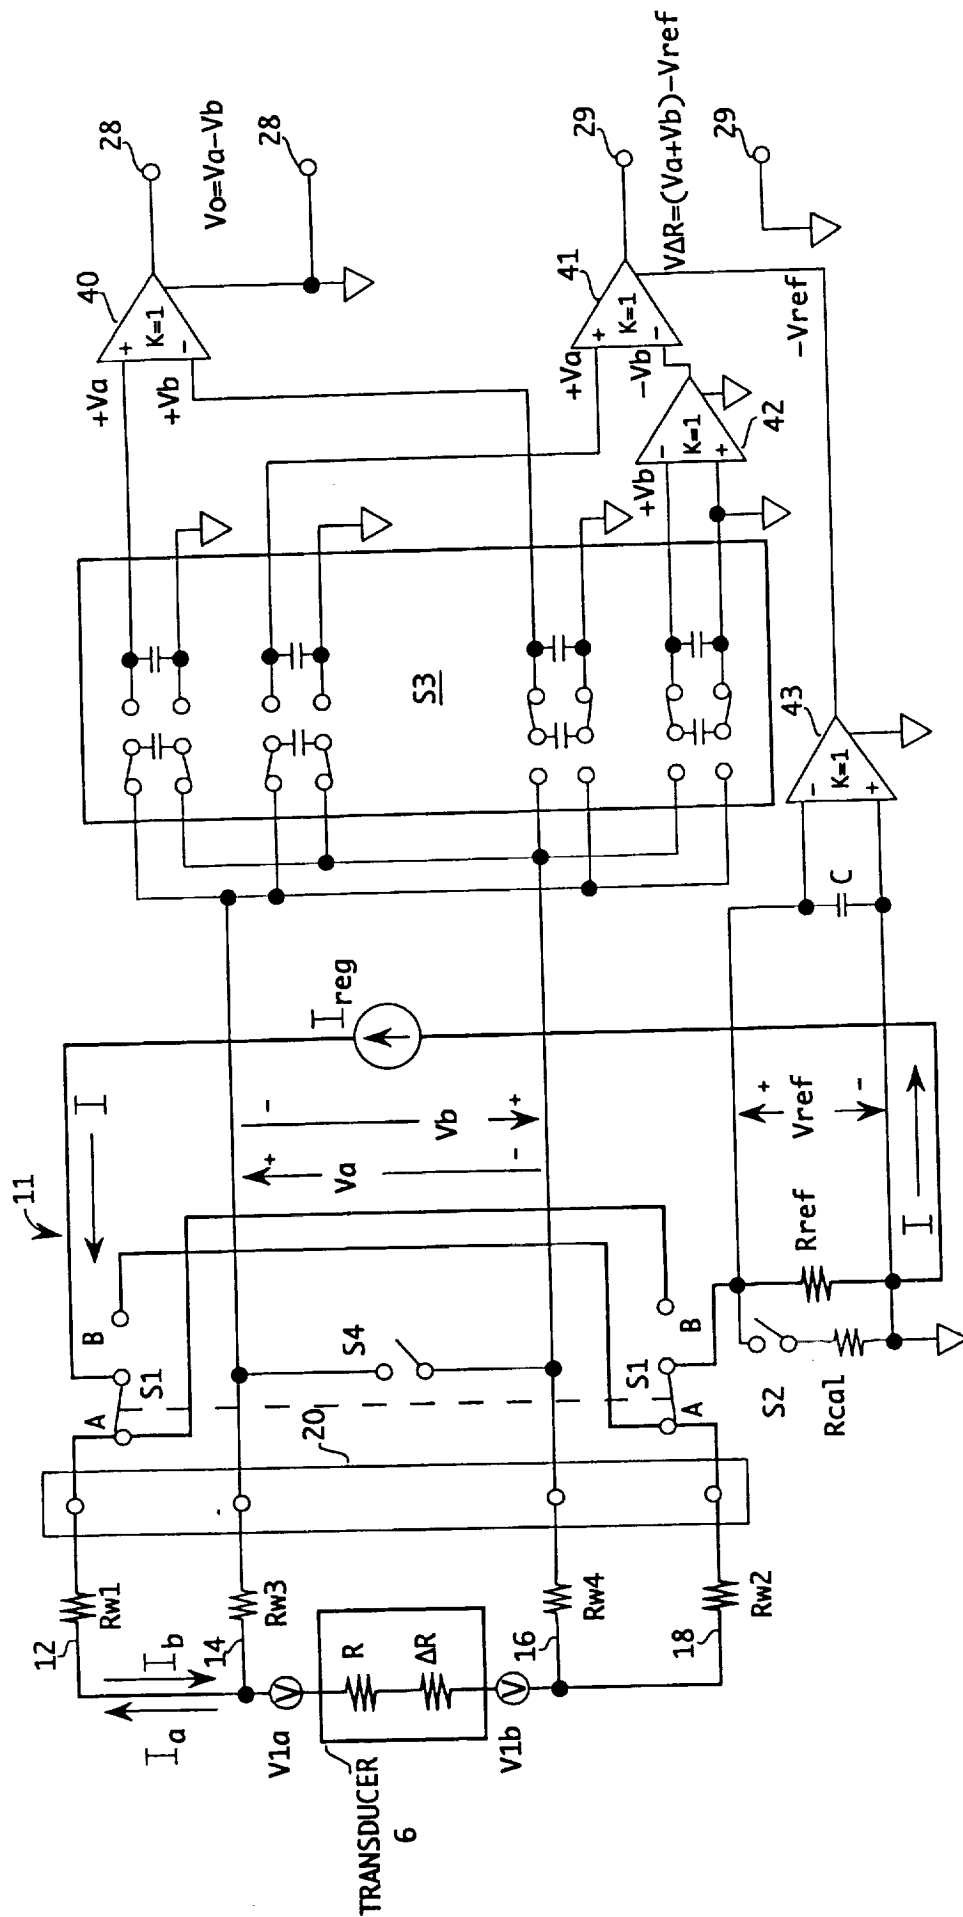 11
I
Ireg
B
A
S1
20
12
Rw1
Ia
Ib
14
Rw3
V1a
R
ΔR
TRANSDUCER
6
V1b
16
Rw4
18
Rw2
S4
+
Va
-
-
Vb
+
S1
A
B
S2
Rcal
Rref
+
Vref
-
I
C
S3
+Va
+Vb
40
+
-
K=1
28
Vo=Va-Vb
28
+Va
-Vb
41
+
-
K=1
29
VΔR=(Va+Vb)-Vref
29
+Vb
-
+
K=1
42
-Vref
43
-
+
K=1